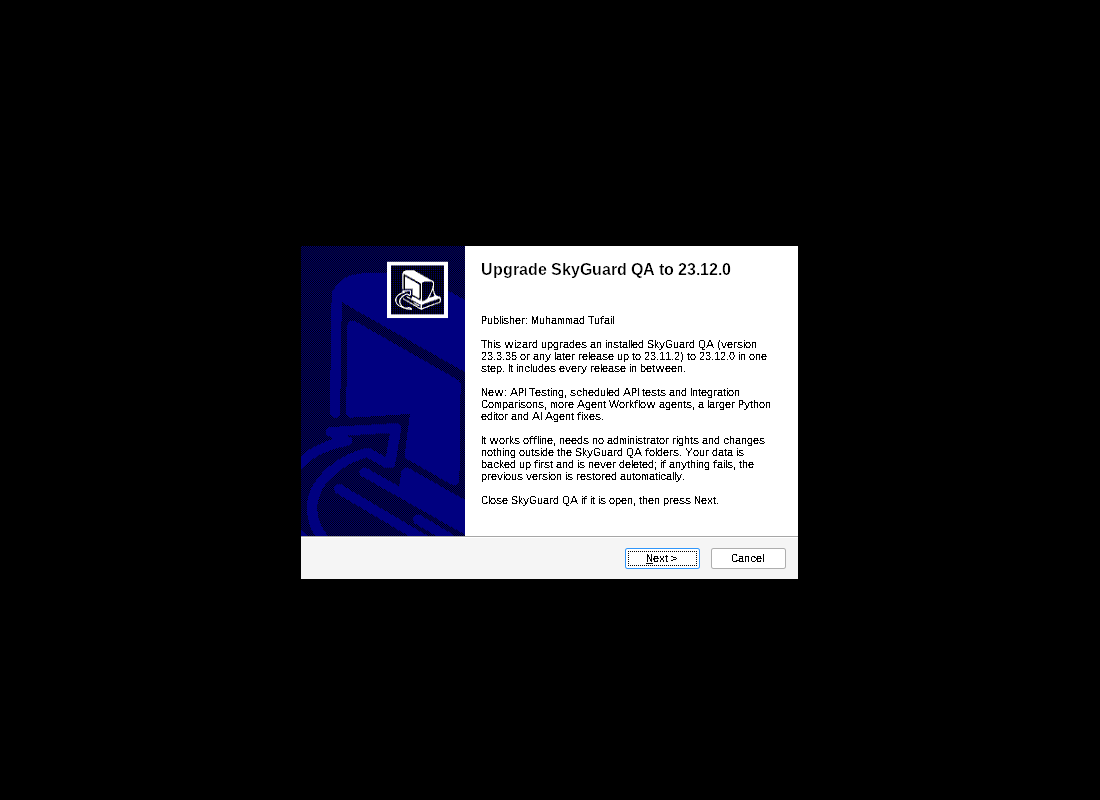 Upgrade SkyGuard QA to 23.12.0
Publisher: Muhammad Tufail
This wizard upgrades an installed SkyGuard QA (version
23.3.35 or any later release up to 23.11.2) to 23.12.0 in one
step. It includes every release in between.
New: API Testing, scheduled API tests and Integration
Comparisons, more Agent Workflow agents, a larger Python
editor and AI Agent fixes.
It works offline, needs no administrator rights and changes
nothing outside the SkyGuard QA folders. Your data is
backed up first and is never deleted; if anything fails, the
previous version is restored automatically.
Close SkyGuard QA if it is open, then press Next.
Next >
Cancel